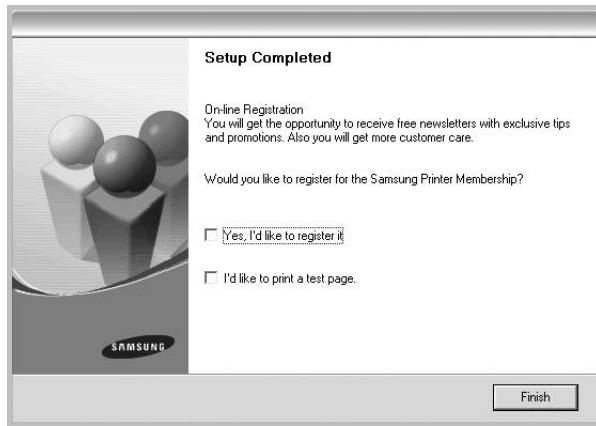 Setup Completed
On-line Registration
You will get the opportunity to receive free newsletters with exclusive tips
and promotions. Also you will get more customer care.
Would you like to register for the Samsung Printer Membership?
Yes, I'd like to register it
I'd like to print a test page.
SAMSUNG
Finish